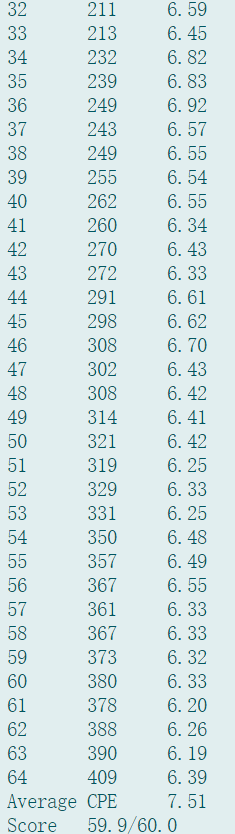 32 211 6.59
33 213 6.45
34 232 6.82
35 239 6.83
36 249 6.92
37 243 6.57
38 249 6.55
39 255 6.54
40 262 6.55
41 260 6.34
42 270 6.43
43 272 6.33
44 291 6.61
45 298 6.62
46 308 6.70
47 302 6.43
48 308 6.42
49 314 6.41
50 321 6.42
51 319 6.25
52 329 6.33
53 331 6.25
54 350 6.48
55 357 6.49
56 367 6.55
57 361 6.33
58 367 6.33
59 373 6.32
60 380 6.33
61 378 6.20
62 388 6.26
63 390 6.19
64 409 6.39
Average CPE 7.51
Score 59.9/60.0